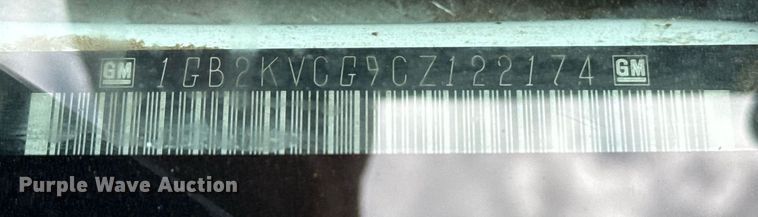 GM 1GB2KVCG9CZ122174 GM
Purple Wave Auction